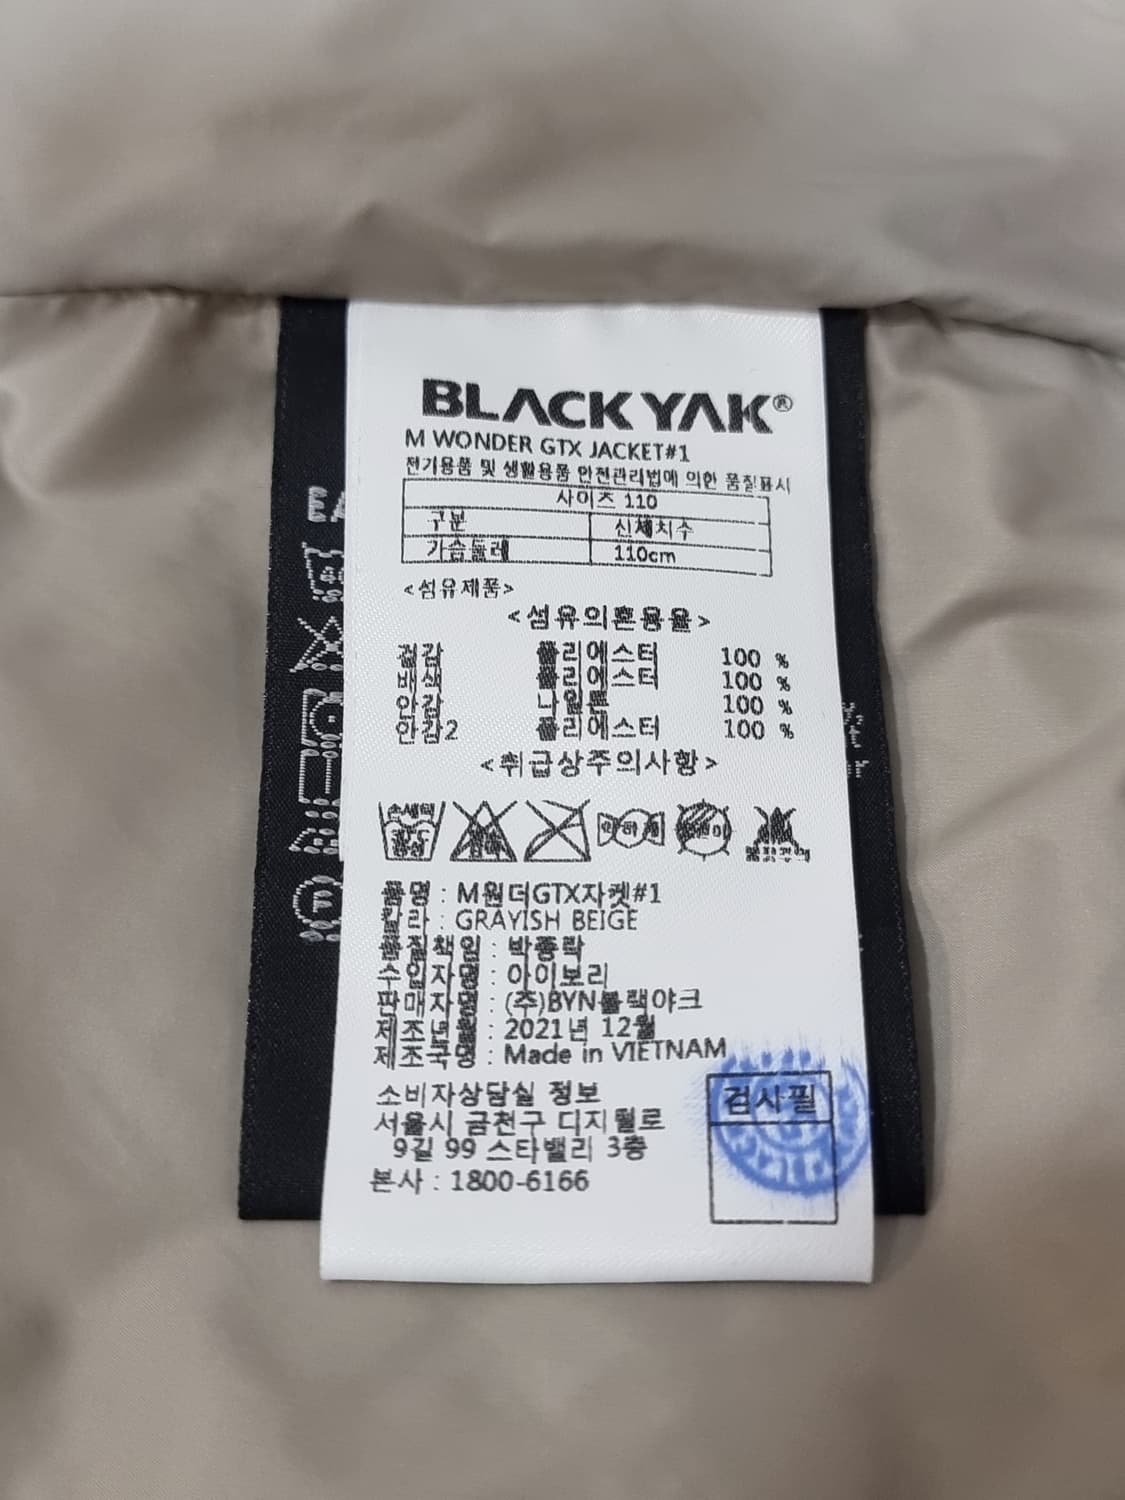 BLACK YAK®
M WONDER GTX JACKET#1
전기용품 및 생활용품 안전관리법에 의한 품질표시
사이즈 110
구분 신체치수
가슴둘레 110cm
<섬유제품>
<섬유의혼용율>
겉감 폴리에스터 100 %
배색 폴리에스터 100 %
안감 나일론 100 %
안감2 폴리에스터 100 %
<취급상주의사항>
손세탁
중성
품명 : M원더GTX자켓#1
칼라 : GRAYISH BEIGE
품질책임 : 박종락
수입자명 : 아이보리
판매자명 : (주)BYN블랙야크
제조년월 : 2021년 12월
제조국명 : Made in VIETNAM
소비자상담실 정보
서울시 금천구 디지털로
9길 99 스타밸리 3층
본사 : 1800-6166
검사필